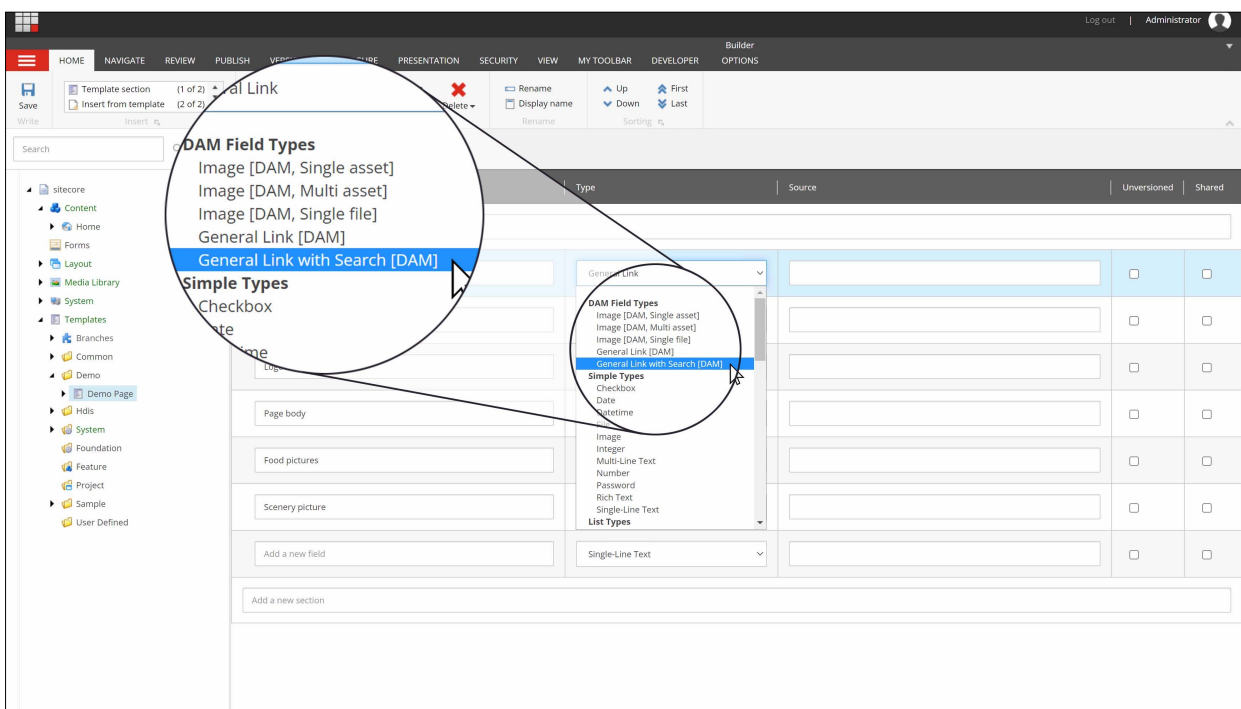 Log out | Administrator
Builder
HOME NAVIGATE REVIEW PUBLISH PRESENTATION SECURITY VIEW MY TOOLBAR DEVELOPER OPTIONS
Save
Write
Template section (1 of 2)
Insert from template (2 of 2)
Insert
Delete
Rename
Display name
Rename
Up
Down
First
Last
Sorting
Search
al Link
DAM Field Types
Image [DAM, Single asset]
Image [DAM, Multi asset]
Image [DAM, Single file]
General Link [DAM]
General Link with Search [DAM]
Simple Types
Checkbox
sitecore
Content
Home
Forms
Layout
Media Library
System
Templates
Branches
Common
Demo
Demo Page
Hdis
System
Foundation
Feature
Project
Sample
User Defined
Type Source Unversioned Shared
General Link
DAM Field Types
Image [DAM, Single asset]
Image [DAM, Multi asset]
Image [DAM, Single file]
General Link [DAM]
General Link with Search [DAM]
Simple Types
Checkbox
Date
Datetime
Image
Integer
Multi-Line Text
Number
Password
Rich Text
Single-Line Text
List Types
Page body
Food pictures
Scenery picture
Add a new field Single-Line Text
Add a new section